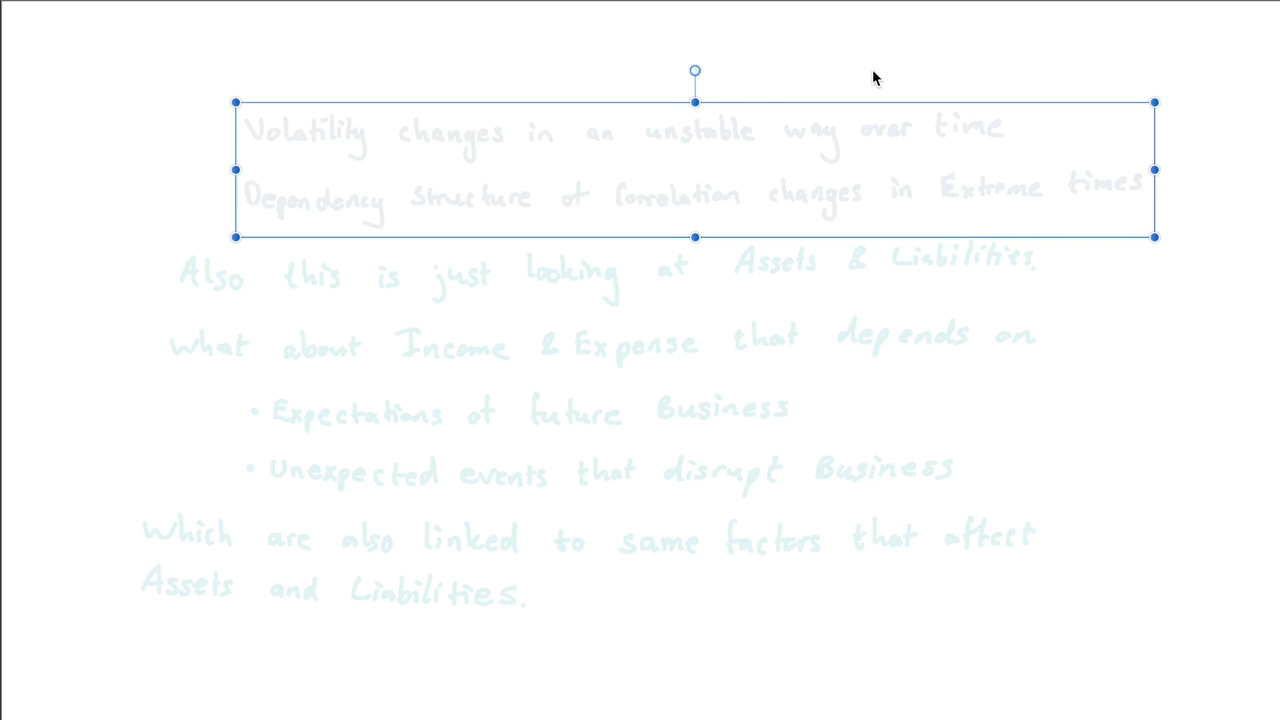 Volatility changes in an unstable way over time
Dependency Structure of Correlation changes in Extreme times
Also this is just looking at Assets & Liabilities.
What about Income & Expense that depends on
• Expectations of future Business
• Unexpected events that disrupt Business
Which are also linked to same factors that affect
Assets and Liabilities.